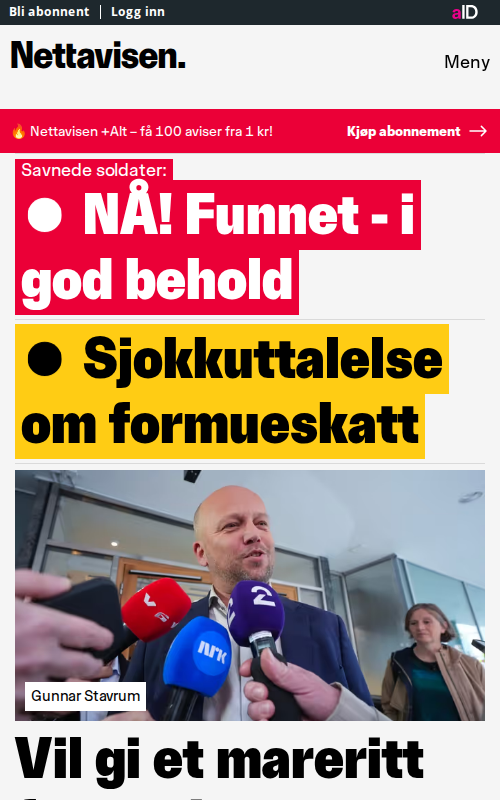 Bli abonnent | Logg inn
aID
Nettavisen.
Meny
🔥 Nettavisen +Alt – få 100 aviser fra 1 kr!
Kjøp abonnement →
Savnede soldater:
● NÅ! Funnet - i
god behold
● Sjokkuttalelse
om formueskatt
2
nrk
Gunnar Stavrum
Vil gi et mareritt